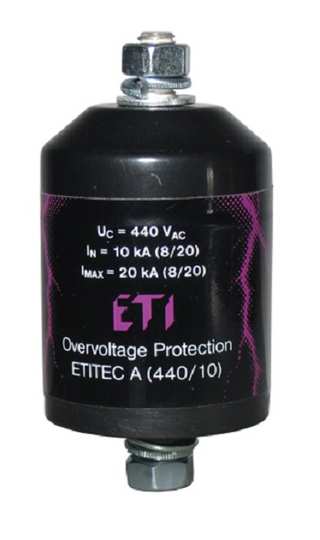 Uc = 440 VAC
IN = 10 kA (8/20)
IMAX = 20 kA (8/20)
ETI
Overvoltage Protection
ETITEC A (440/10)